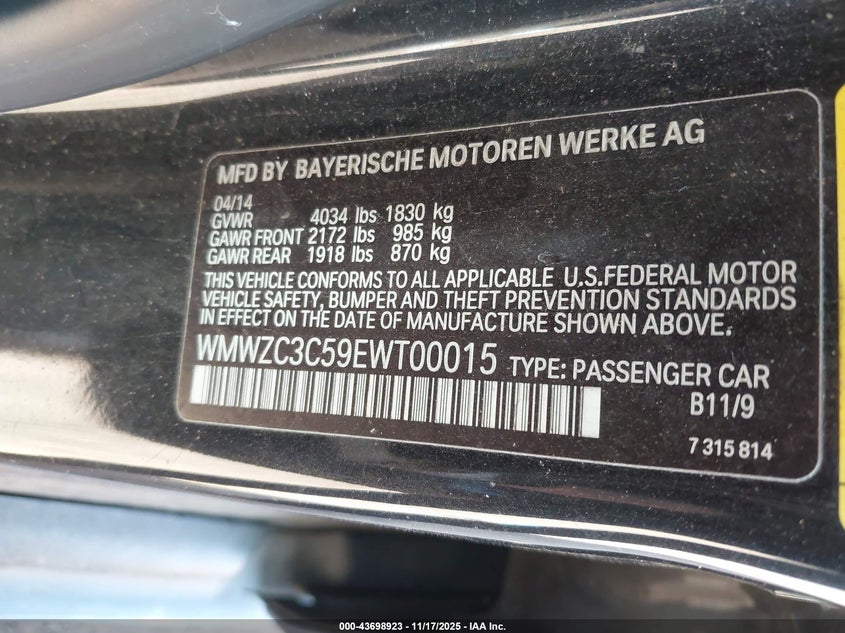 MFD BY BAYERISCHE MOTOREN WERKE AG
04/14
GVWR 4034 lbs 1830 kg
GAWR FRONT 2172 lbs 985 kg
GAWR REAR 1918 lbs 870 kg
THIS VEHICLE CONFORMS TO ALL APPLICABLE U.S.FEDERAL MOTOR
VEHICLE SAFETY, BUMPER AND THEFT PREVENTION STANDARDS
IN EFFECT ON THE DATE OF MANUFACTURE SHOWN ABOVE.
WMWZC3C59EWT00015 TYPE: PASSENGER CAR
B11/9
7 315 814
000-43698923 - 11/17/2025 - IAA Inc.